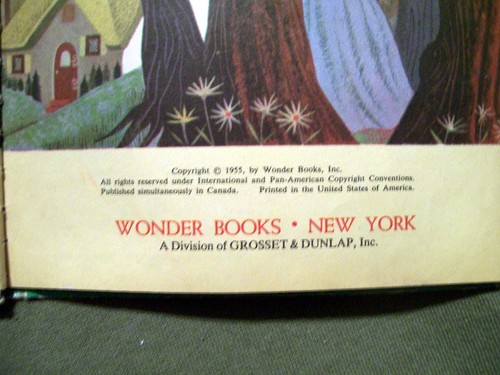 Copyright © 1955, by Wonder Books, Inc.
All rights reserved under International and Pan-American Copyright Conventions.
Published simultaneously in Canada. Printed in the United States of America.
WONDER BOOKS • NEW YORK
A Division of GROSSET & DUNLAP, Inc.